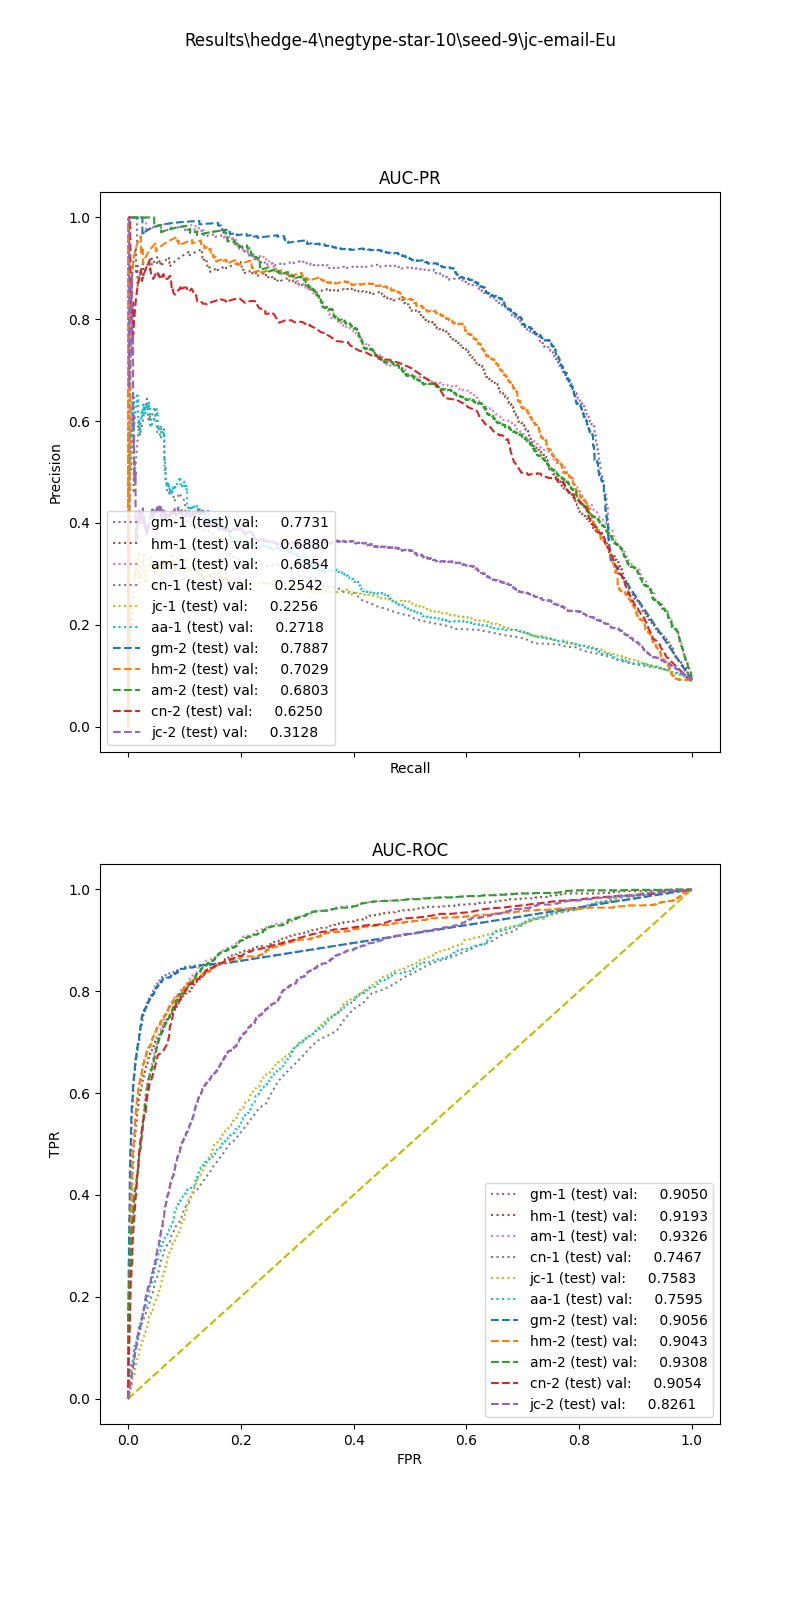 Results\hedge-4\negtype-star-10\seed-9\jc-email-Eu
AUC-PR
1.0
0.8
0.6
0.4
0.2
0.0
Precision
gm-1 (test) val: 0.7731
hm-1 (test) val: 0.6880
am-1 (test) val: 0.6854
cn-1 (test) val: 0.2542
jc-1 (test) val: 0.2256
aa-1 (test) val: 0.2718
gm-2 (test) val: 0.7887
hm-2 (test) val: 0.7029
am-2 (test) val: 0.6803
cn-2 (test) val: 0.6250
jc-2 (test) val: 0.3128
Recall
AUC-ROC
1.0
0.8
0.6
0.4
0.2
0.0
TPR
gm-1 (test) val: 0.9050
hm-1 (test) val: 0.9193
am-1 (test) val: 0.9326
cn-1 (test) val: 0.7467
jc-1 (test) val: 0.7583
aa-1 (test) val: 0.7595
gm-2 (test) val: 0.9056
hm-2 (test) val: 0.9043
am-2 (test) val: 0.9308
cn-2 (test) val: 0.9054
jc-2 (test) val: 0.8261
0.0 0.2 0.4 0.6 0.8 1.0
FPR